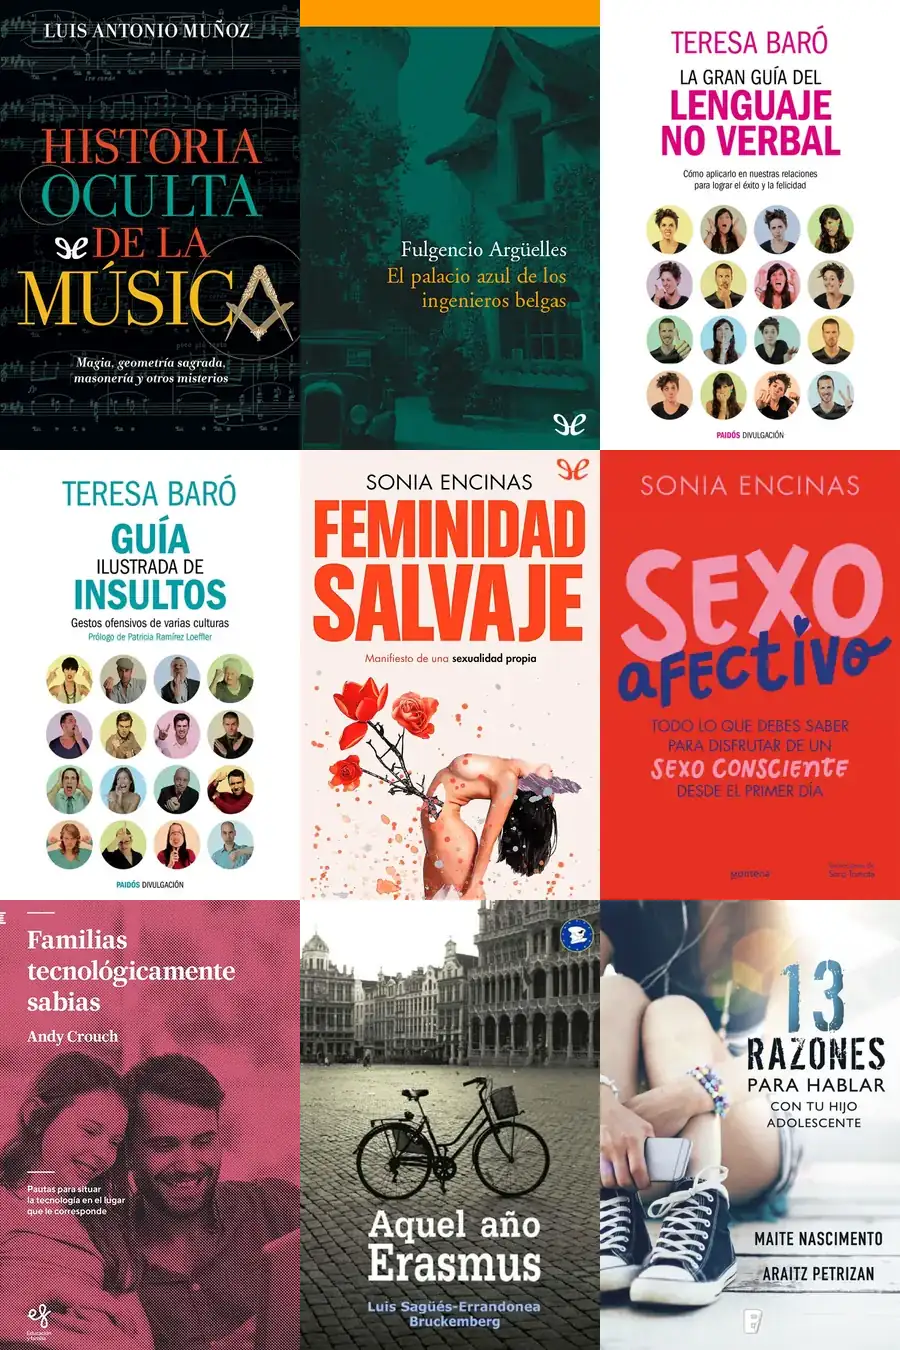 LUIS ANTONIO MUÑOZ
HISTORIA
OCULTA
DE LA
MÚSICA
Magia, geometría sagrada,
masonería y otros misterios
Fulgencio Argüelles
El palacio azul de los
ingenieros belgas
TERESA BARÓ
LA GRAN GUÍA DEL
LENGUAJE
NO VERBAL
Cómo aplicarlo en nuestras relaciones
para lograr el éxito y la felicidad
PAIDÓS DIVULGACIÓN
TERESA BARÓ
GUÍA
ILUSTRADA DE
INSULTOS
Gestos ofensivos de varias culturas
Prólogo de Patricia Ramírez Loeffler
PAIDÓS DIVULGACIÓN
SONIA ENCINAS
FEMINIDAD
SALVAJE
Manifiesto de una sexualidad propia
SONIA ENCINAS
SEXO
AFECTIVO
TODO LO QUE DEBES SABER
PARA DISFRUTAR DE UN
SEXO CONSCIENTE
DESDE EL PRIMER DÍA
Familias
tecnológicamente
sabias
Andy Crouch
Pautas para situar
la tecnología en el lugar
que le corresponde
Educación
y familia
Aquel año
Erasmus
Luis Sagüés-Errandonea
Bruckemberg
13
RAZONES
PARA HABLAR
CON TU HIJO
ADOLESCENTE
MAITE NASCIMENTO
ARAITZ PETRIZAN
B